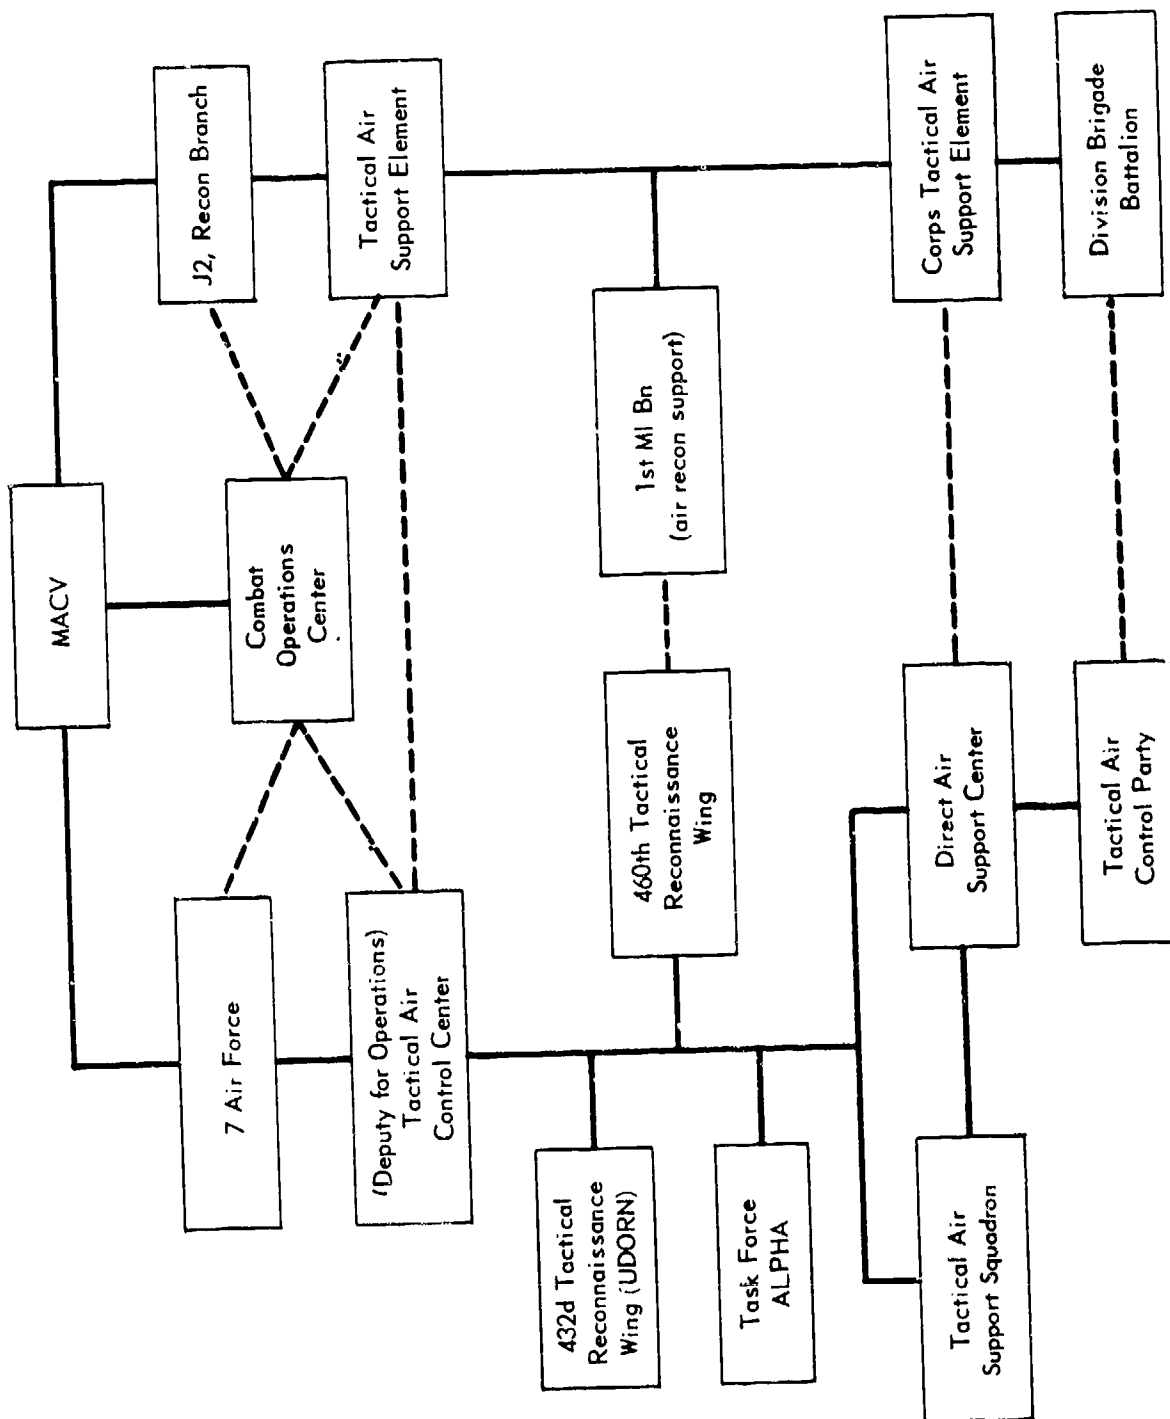 MACV
7 Air Force
Combat
Operations
Center
J2, Recon Branch
(Deputy for Operations)
Tactical Air
Control Center
Tactical Air
Support Element
432d Tactical
Reconnaissance
Wing (UDORN)
460th Tactical
Reconnaissance
Wing
1st MI Bn
(air recon support)
Task Force
ALPHA
Tactical Air
Support Squadron
Direct Air
Support Center
Corps Tactical Air
Support Element
Tactical Air
Control Party
Division Brigade
Battalion